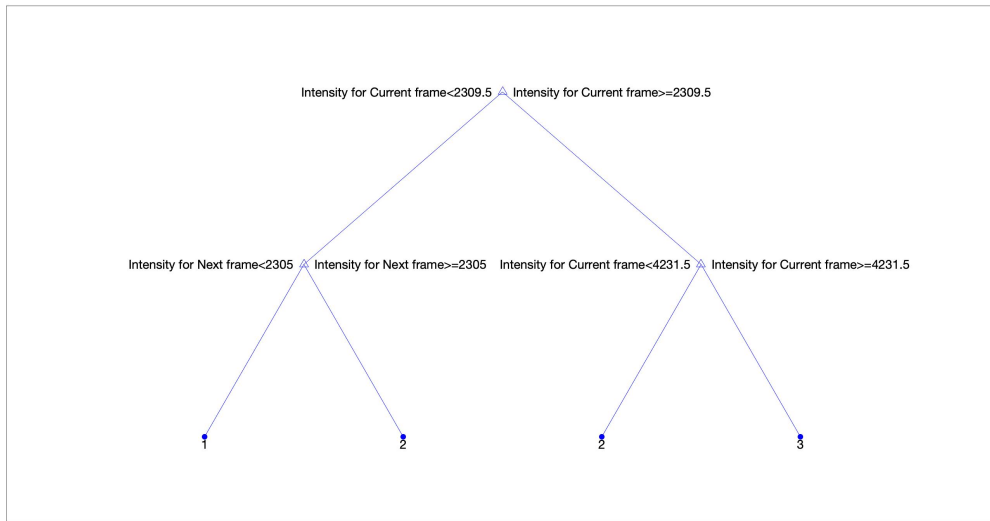 Intensity for Current frame<2309.5 Intensity for Current frame>=2309.5
Intensity for Next frame<2305 Intensity for Next frame>=2305 Intensity for Current frame<4231.5 Intensity for Current frame>=4231.5
1 2 2 3